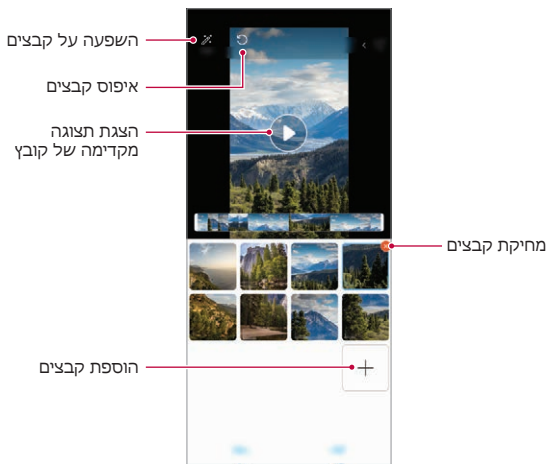 השפעה על קבצים
איפוס קבצים
הצגת תצוגה
מקדימה של קובץ
מחיקת קבצים
הוספת קבצים